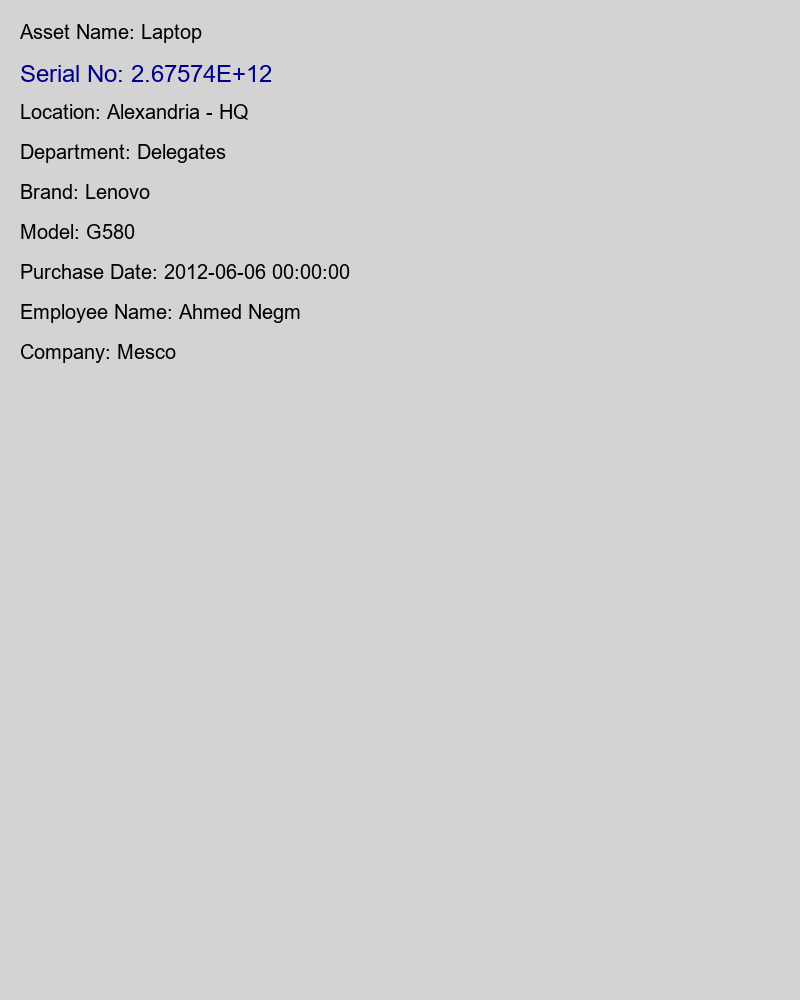 Asset Name: Laptop
Serial No: 2.67574E+12
Location: Alexandria - HQ
Department: Delegates
Brand: Lenovo
Model: G580
Purchase Date: 2012-06-06 00:00:00
Employee Name: Ahmed Negm
Company: Mesco